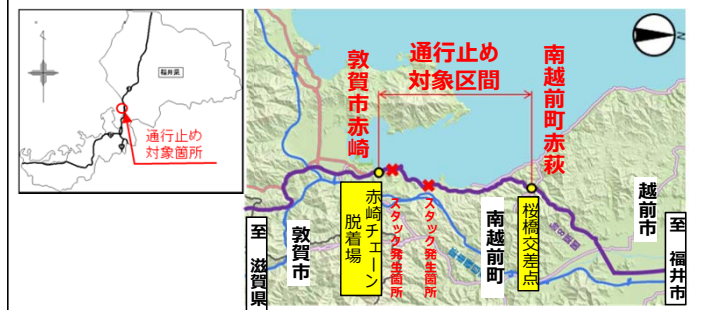 福井県
通行止め
対象箇所
敦賀市赤崎
通行止め
対象区間
南越前町赤萩
N
赤崎チェーン
脱着場
スタック発生箇所
スタック発生箇所
桜橋交差点
敦賀市
南越前町
越前市
至 滋賀県
至 福井市